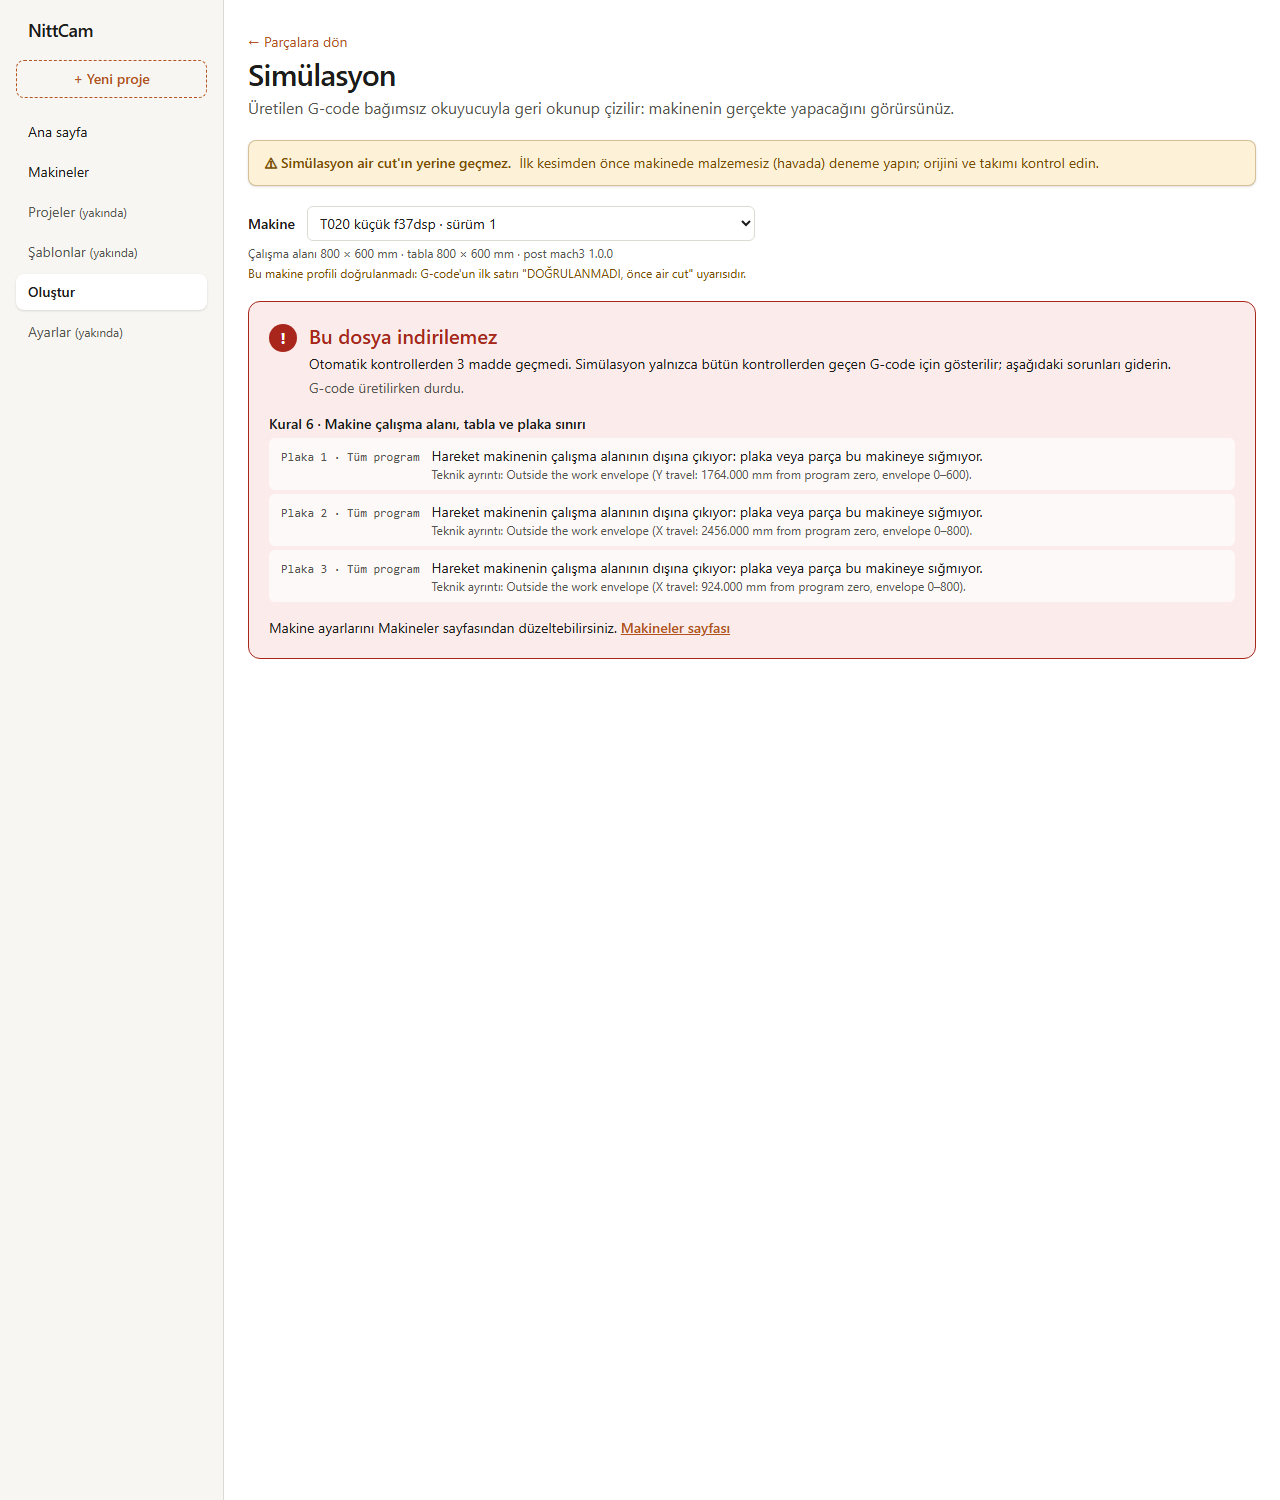 NittCam
+ Yeni proje
Ana sayfa
Makineler
Projeler (yakında)
Şablonlar (yakında)
Oluştur
Ayarlar (yakında)
← Parçalara dön
Simülasyon
Üretilen G-code bağımsız okuyucuyla geri okunup çizilir: makinenin gerçekte yapacağını görürsünüz.
⚠ Simülasyon air cut'ın yerine geçmez. İlk kesimden önce makinede malzemesiz (havada) deneme yapın; orijini ve takımı kontrol edin.
Makine T020 küçük f37dsp · sürüm 1
Çalışma alanı 800 × 600 mm · tabla 800 × 600 mm · post mach3 1.0.0
Bu makine profili doğrulanmadı: G-code'un ilk satırı "DOĞRULANMADI, önce air cut" uyarısıdır.
! Bu dosya indirilemez
Otomatik kontrollerden 3 madde geçmedi. Simülasyon yalnızca bütün kontrollerden geçen G-code için gösterilir; aşağıdaki sorunları giderin.
G-code üretilirken durdu.
Kural 6 · Makine çalışma alanı, tabla ve plaka sınırı
Plaka 1 · Tüm program Hareket makinenin çalışma alanının dışına çıkıyor: plaka veya parça bu makineye sığmıyor.
Teknik ayrıntı: Outside the work envelope (Y travel: 1764.000 mm from program zero, envelope 0–600).
Plaka 2 · Tüm program Hareket makinenin çalışma alanının dışına çıkıyor: plaka veya parça bu makineye sığmıyor.
Teknik ayrıntı: Outside the work envelope (X travel: 2456.000 mm from program zero, envelope 0–800).
Plaka 3 · Tüm program Hareket makinenin çalışma alanının dışına çıkıyor: plaka veya parça bu makineye sığmıyor.
Teknik ayrıntı: Outside the work envelope (X travel: 924.000 mm from program zero, envelope 0–800).
Makine ayarlarını Makineler sayfasından düzeltebilirsiniz. Makineler sayfası